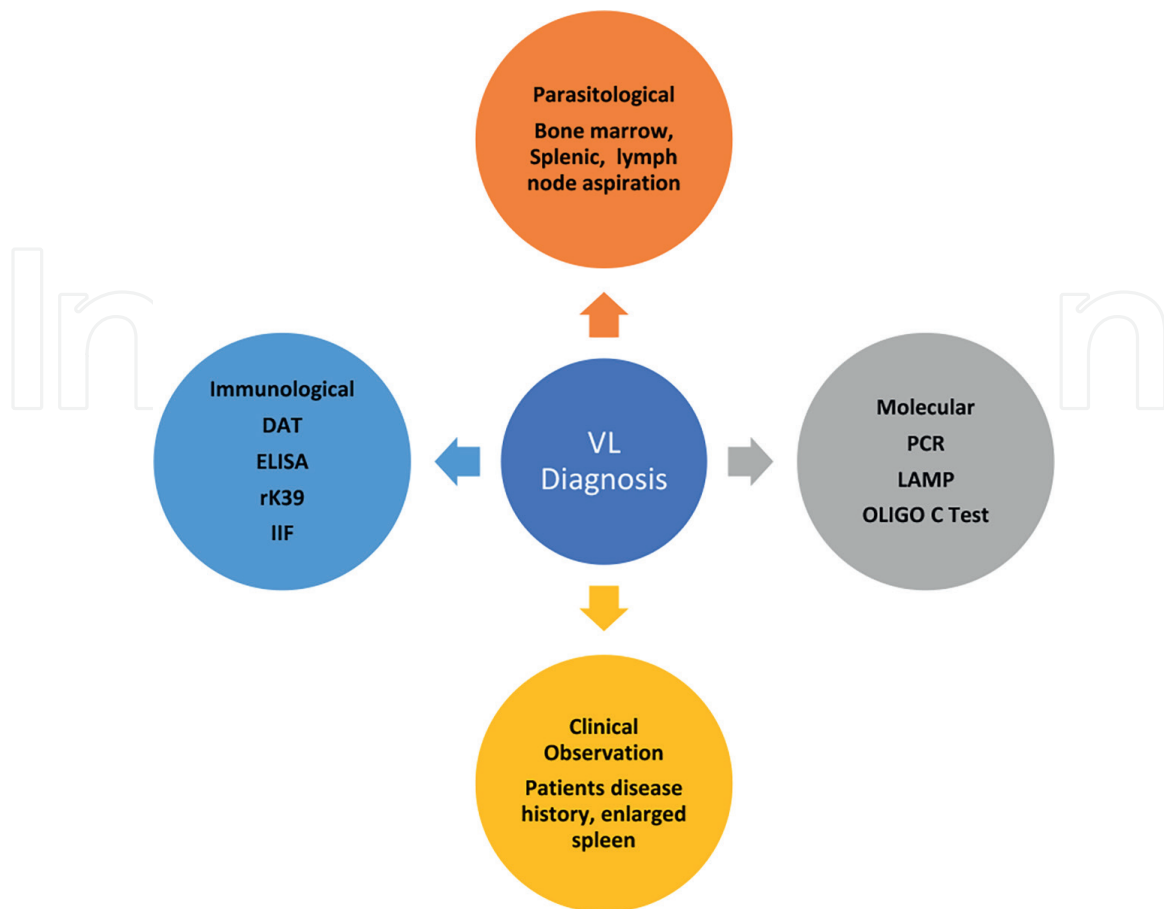 Parasitological
Bone marrow,
Splenic, lymph
node aspiration
Immunological
DAT
ELISA
rK39
IIF
VL
Diagnosis
Molecular
PCR
LAMP
OLIGO C Test
Clinical
Observation
Patients disease
history, enlarged
spleen
In
n